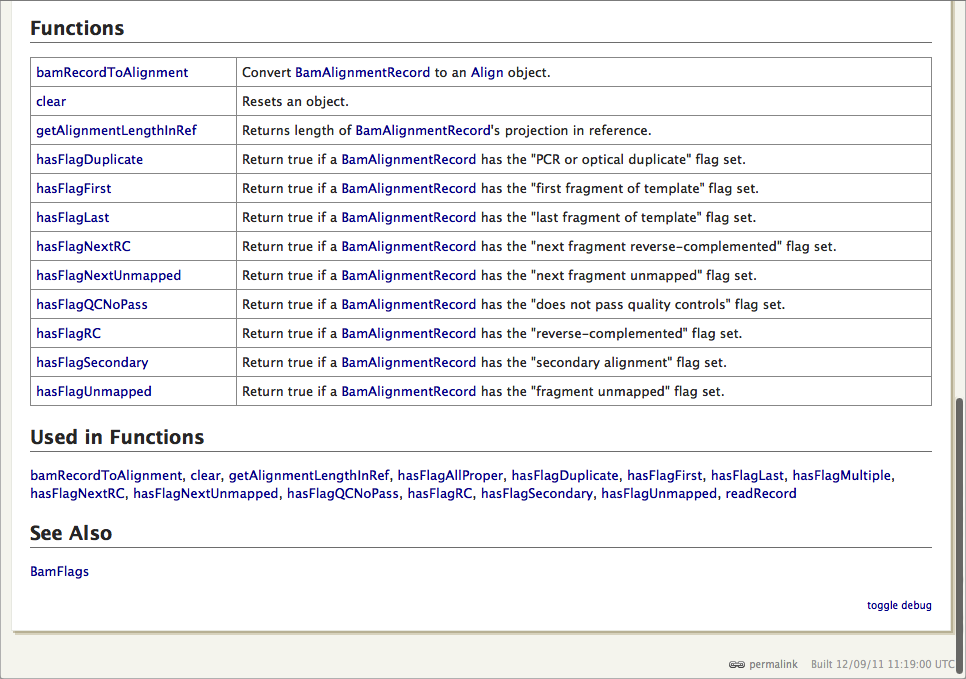 Functions
bamRecordToAlignment Convert BamAlignmentRecord to an Align object.
clear Resets an object.
getAlignmentLengthInRef Returns length of BamAlignmentRecord's projection in reference.
hasFlagDuplicate Return true if a BamAlignmentRecord has the "PCR or optical duplicate" flag set.
hasFlagFirst Return true if a BamAlignmentRecord has the "first fragment of template" flag set.
hasFlagLast Return true if a BamAlignmentRecord has the "last fragment of template" flag set.
hasFlagNextRC Return true if a BamAlignmentRecord has the "next fragment reverse-complemented" flag set.
hasFlagNextUnmapped Return true if a BamAlignmentRecord has the "next fragment unmapped" flag set.
hasFlagQCNoPass Return true if a BamAlignmentRecord has the "does not pass quality controls" flag set.
hasFlagRC Return true if a BamAlignmentRecord has the "reverse-complemented" flag set.
hasFlagSecondary Return true if a BamAlignmentRecord has the "secondary alignment" flag set.
hasFlagUnmapped Return true if a BamAlignmentRecord has the "fragment unmapped" flag set.
Used in Functions
bamRecordToAlignment, clear, getAlignmentLengthInRef, hasFlagAllProper, hasFlagDuplicate, hasFlagFirst, hasFlagLast, hasFlagMultiple,
hasFlagNextRC, hasFlagNextUnmapped, hasFlagQCNoPass, hasFlagRC, hasFlagSecondary, hasFlagUnmapped, readRecord
See Also
BamFlags
toggle debug
permalink Built 12/09/11 11:19:00 UTC